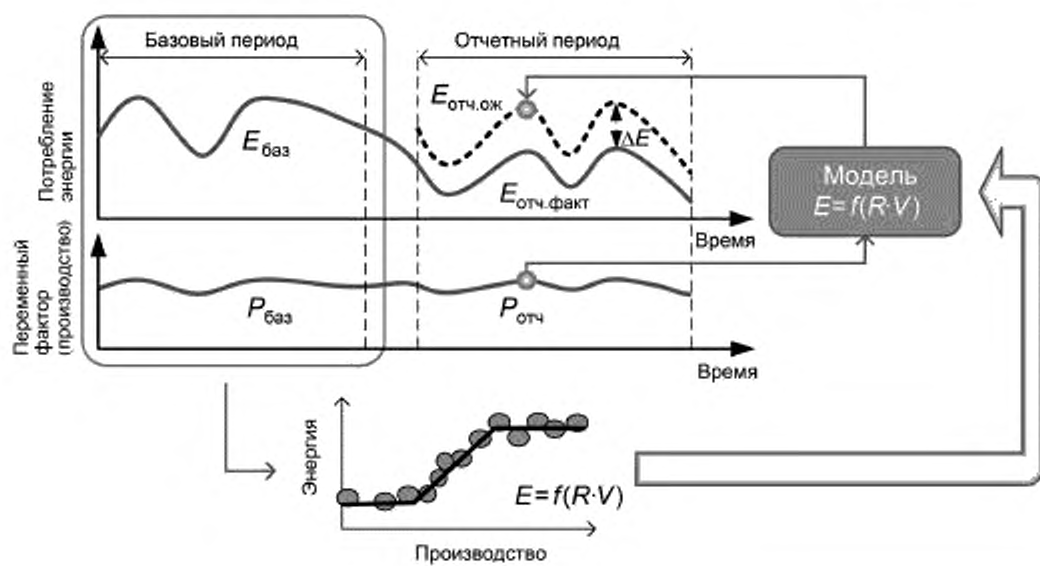 Базовый период
Отчетный период
Потребление
энергии
Eбаз
Eотч.ож
ΔE
Eотч.факт
Время
Модель
E=f(R·V)
Переменный
фактор
(производство)
Pбаз
Pотч
Время
Энергия
E=f(R·V)
Производство